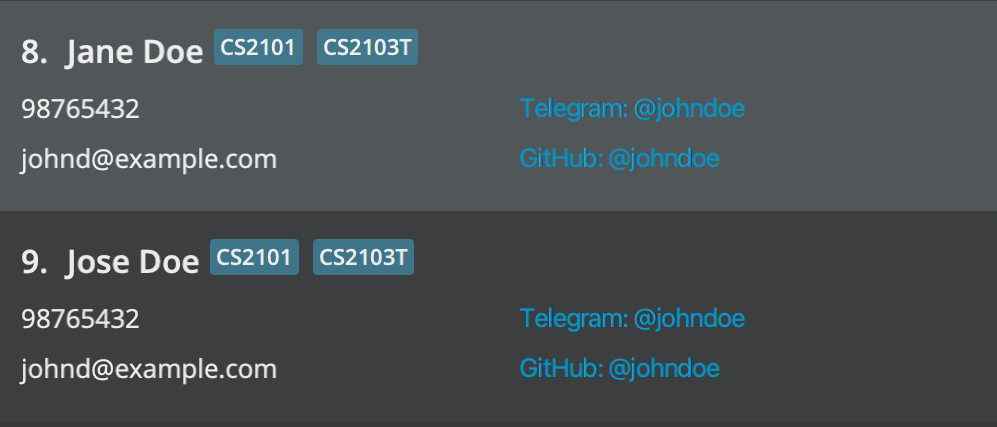 8. Jane Doe CS2101 CS2103T
98765432 Telegram: @johndoe
johnd@example.com GitHub: @johndoe
9. Jose Doe CS2101 CS2103T
98765432 Telegram: @johndoe
johnd@example.com GitHub: @johndoe